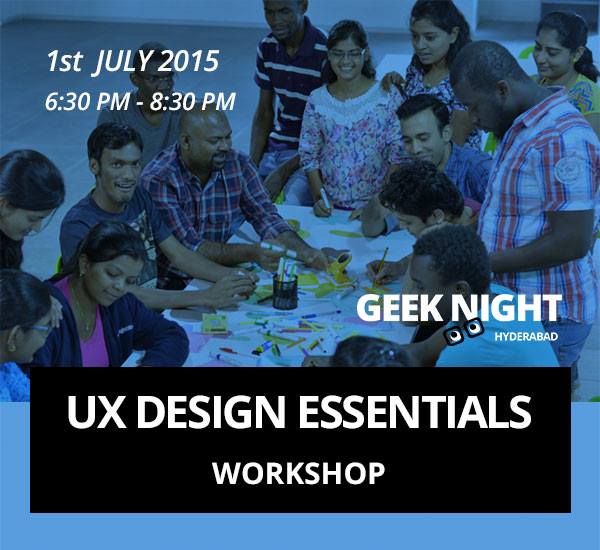 1st JULY 2015
6:30 PM - 8:30 PM
GEEK NIGHT
HYDERABAD
UX DESIGN ESSENTIALS
WORKSHOP